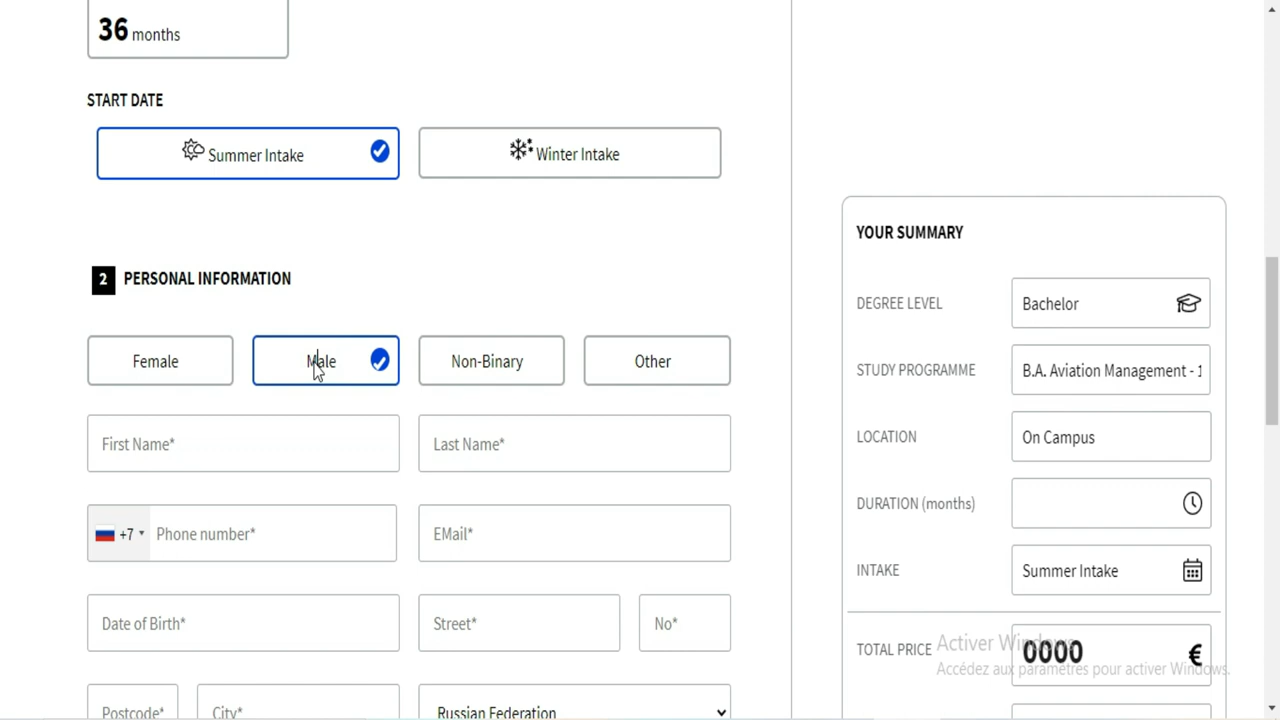 36 months
START DATE
Summer Intake
Winter Intake
2 PERSONAL INFORMATION
Female
Male
Non-Binary
Other
First Name*
Last Name*
+7 Phone number*
EMail*
Date of Birth*
Street*
No*
Postcode*
City*
Russian Federation
YOUR SUMMARY
DEGREE LEVEL
Bachelor
STUDY PROGRAMME
B.A. Aviation Management - 1
LOCATION
On Campus
DURATION (months)
INTAKE
Summer Intake
TOTAL PRICE
0000 €
Activer Windows
Accédez aux paramètres pour activer Windows.